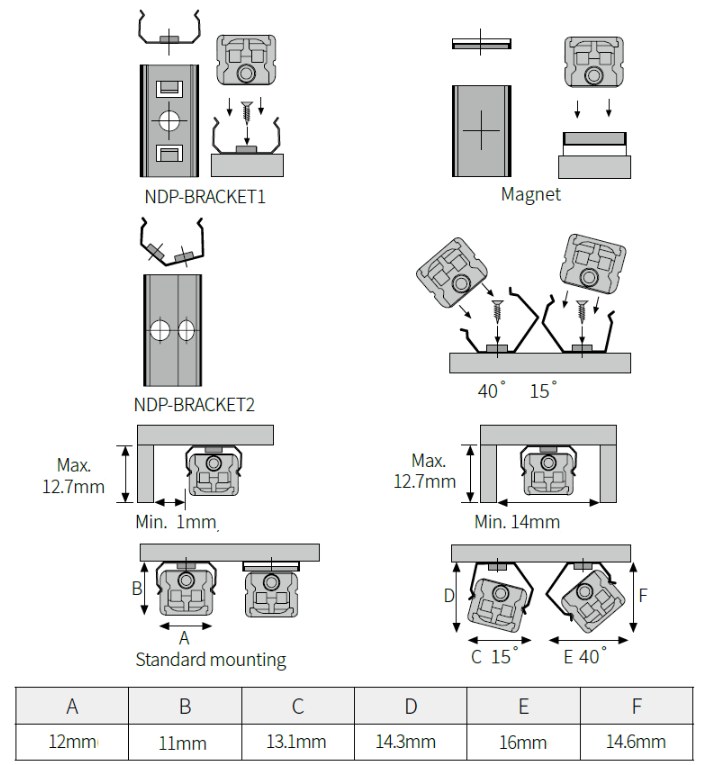 NDP-BRACKET1
Magnet
NDP-BRACKET2
40° 15°
Max.
12.7mm
Min. 1mm
Max.
12.7mm
Min. 14mm
B
A
Standard mounting
D
F
C 15° E 40°
A B C D E F
12mm 11mm 13.1mm 14.3mm 16mm 14.6mm